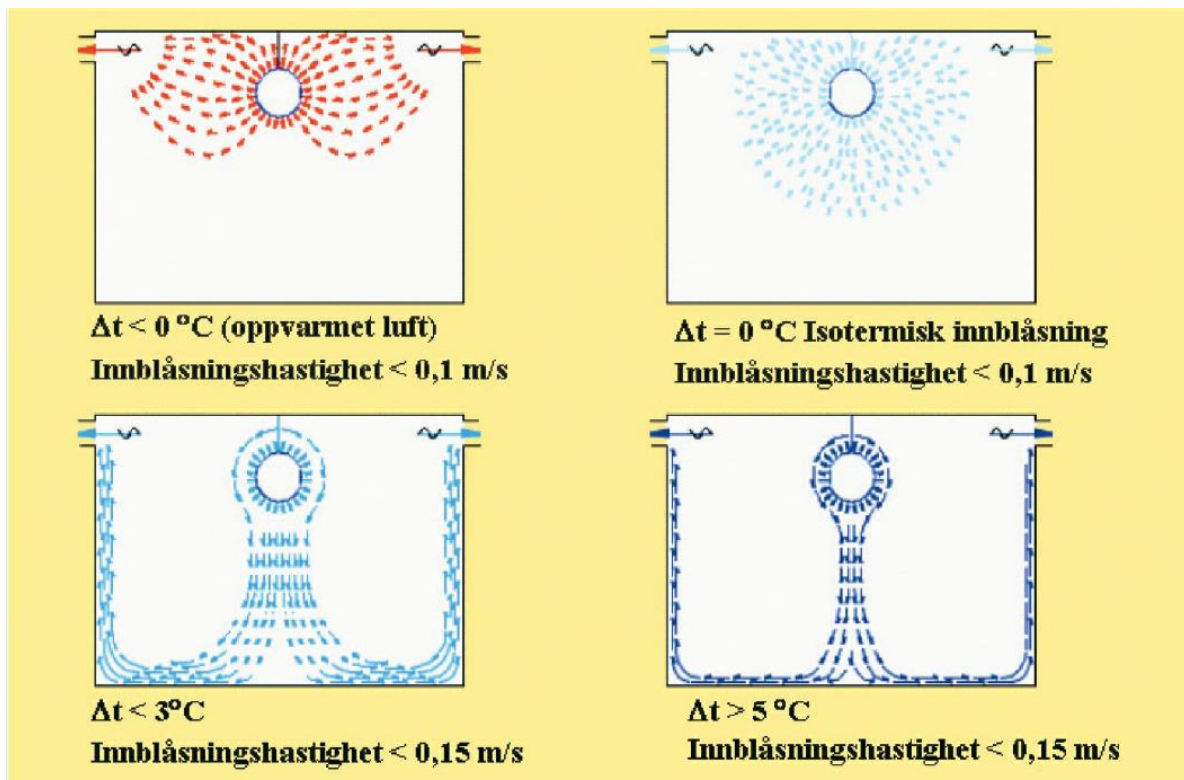 Δt < 0 °C (oppvarmet luft)
Innblåsningshastighet < 0,1 m/s
Δt = 0 °C Isotermisk innblåsning
Innblåsningshastighet < 0,1 m/s
Δt < 3°C
Innblåsningshastighet < 0,15 m/s
Δt > 5 °C
Innblåsningshastighet < 0,15 m/s